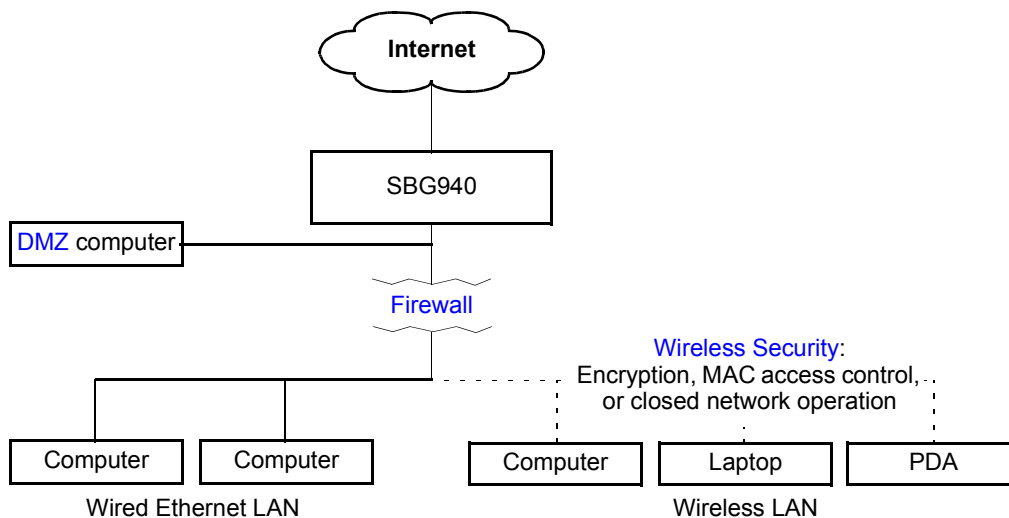 Internet
SBG940
DMZ computer
Firewall
Wireless Security:
Encryption, MAC access control,
or closed network operation
Computer
Computer
Computer
Laptop
PDA
Wired Ethernet LAN
Wireless LAN